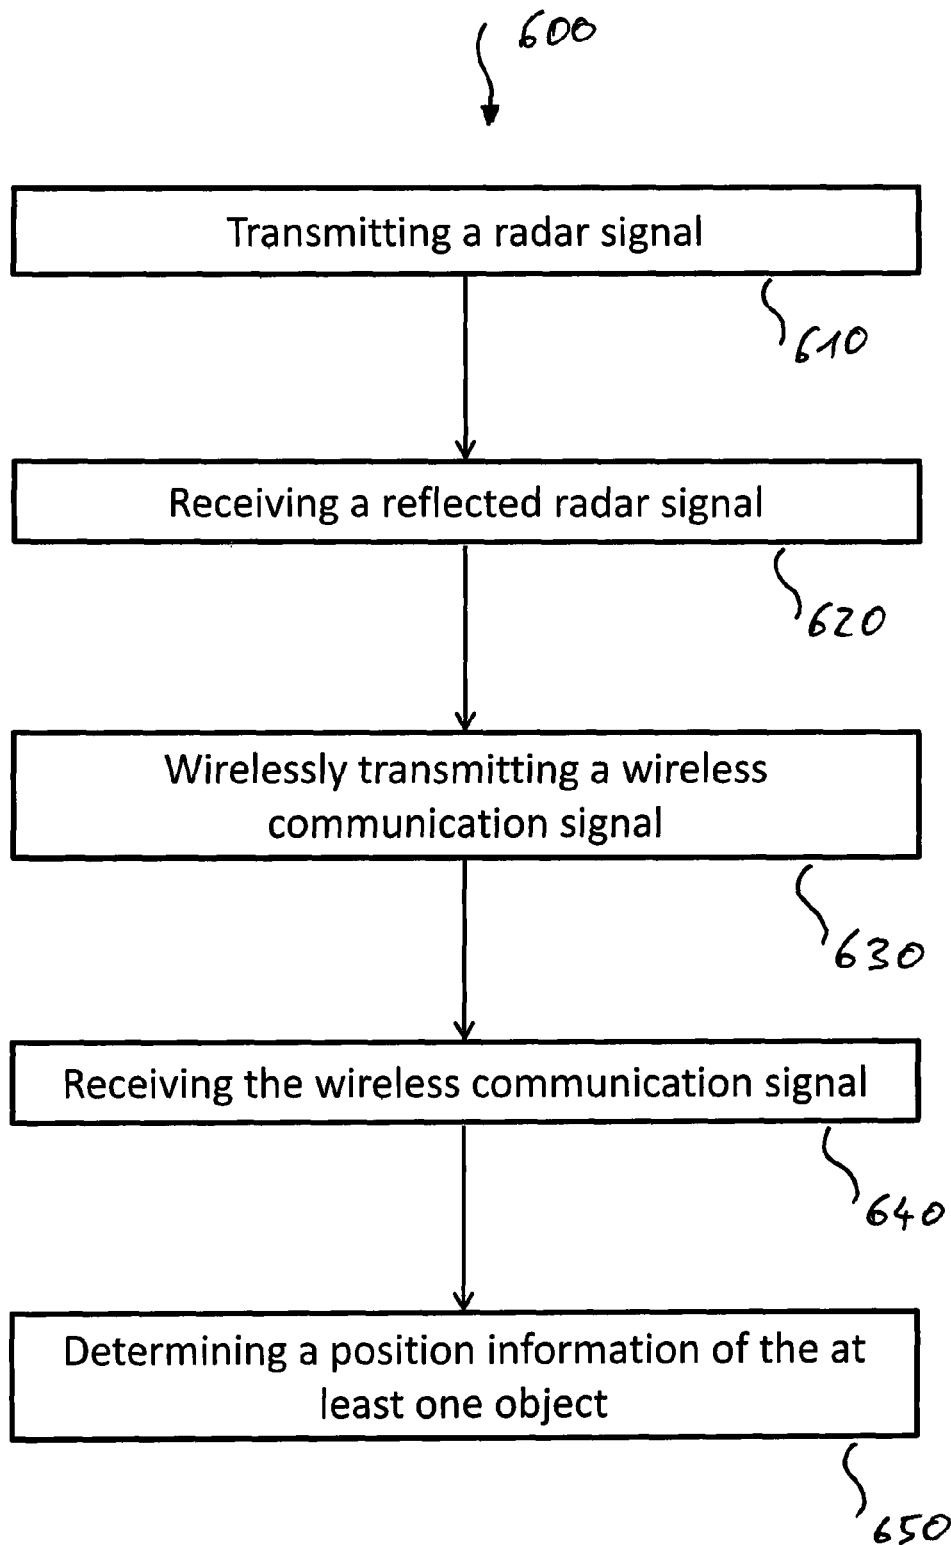 600
Transmitting a radar signal
610
Receiving a reflected radar signal
620
Wirelessly transmitting a wireless
communication signal
630
Receiving the wireless communication signal
640
Determining a position information of the at
least one object
650